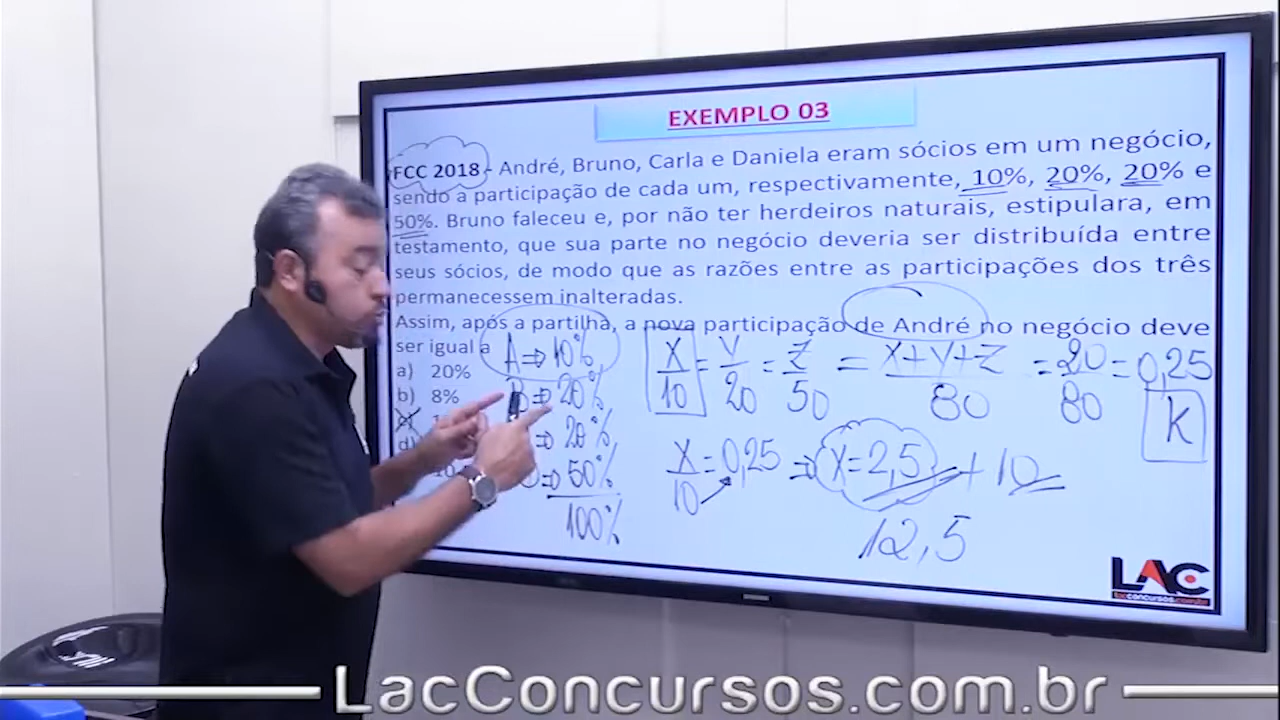 EXEMPLO 03
FCC 2018 - André, Bruno, Carla e Daniela eram sócios em um negócio,
sendo a participação de cada um, respectivamente, 10%, 20%, 20% e
50%. Bruno faleceu e, por não ter herdeiros naturais, estipulara, em
testamento, que sua parte no negócio deveria ser distribuída entre
seus sócios, de modo que as razões entre as participações dos três
permanecessem inalteradas.
Assim, após a partilha, a nova participação de André no negócio deve
ser igual a
a) 20%
b) 8%
c)
d)
A ⇒ 10%
⇒ 20%
⇒ 20%
⇒ 50%
100%
X/10 = Y/20 = Z/50 = X+Y+Z/80 = 20/80 = 0,25
K
X/10 = 0,25 ⇒ X=2,5 + 10
12,5
LAC
lacconcursos.com.br
LacConcursos.com.br